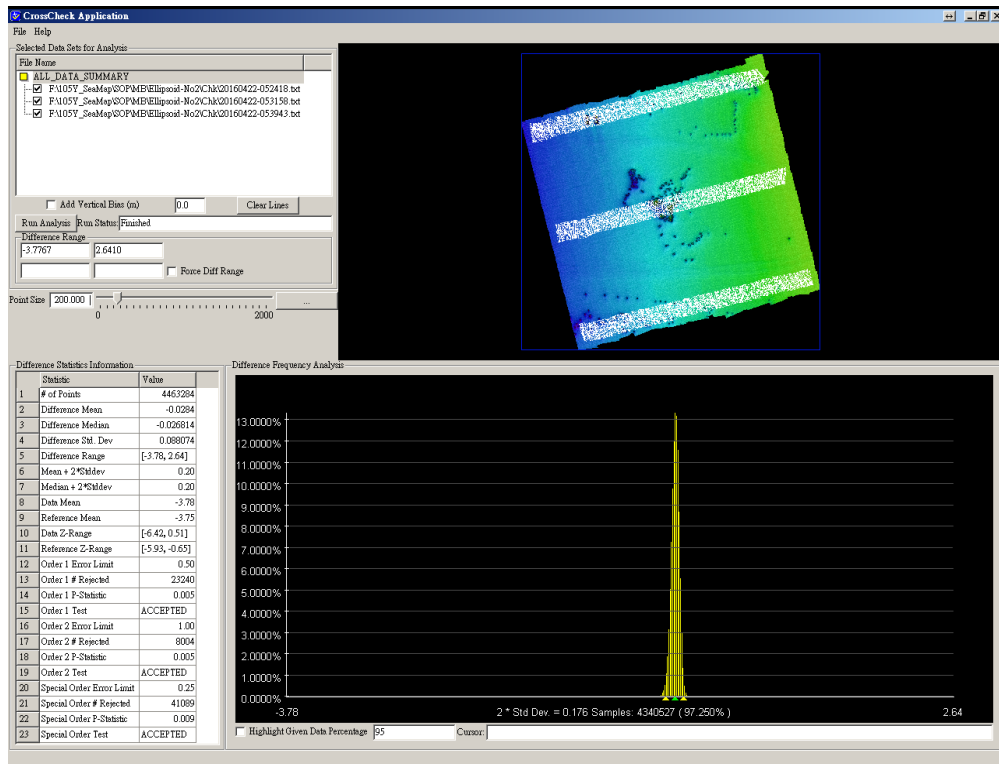 CrossCheck Application
File Help
Selected Data Sets for Analysis
File Name
ALL_DATA_SUMMARY
F:\105Y_SeaMap\SOP\MB\Ellipsoid-No2\Chk\20160422-052418.txt
F:\105Y_SeaMap\SOP\MB\Ellipsoid-No2\Chk\20160422-053158.txt
F:\105Y_SeaMap\SOP\MB\Ellipsoid-No2\Chk\20160422-053943.txt
Add Vertical Bias (m) 0.0 Clear Lines
Run Analysis Run Status: Finished
Difference Range
-3.7767 2.6410
Force Diff Range
Point Size 200.000 ...
0 2000
Difference Statistics Information
Statistic Value
1 # of Points 4463284
2 Difference Mean -0.0284
3 Difference Median -0.026814
4 Difference Std. Dev 0.088074
5 Difference Range [-3.78, 2.64]
6 Mean + 2*Stddev 0.20
7 Median + 2*Stddev 0.20
8 Data Mean -3.78
9 Reference Mean -3.75
10 Data Z-Range [-6.42, 0.51]
11 Reference Z-Range [-5.93, -0.65]
12 Order 1 Error Limit 0.50
13 Order 1 # Rejected 23240
14 Order 1 P-Statistic 0.005
15 Order 1 Test ACCEPTED
16 Order 2 Error Limit 1.00
17 Order 2 # Rejected 8004
18 Order 2 P-Statistic 0.005
19 Order 2 Test ACCEPTED
20 Special Order Error Limit 0.25
21 Special Order # Rejected 41089
22 Special Order P-Statistic 0.009
23 Special Order Test ACCEPTED
Difference Frequency Analysis
13.0000%
12.0000%
11.0000%
10.0000%
9.0000%
8.0000%
7.0000%
6.0000%
5.0000%
4.0000%
3.0000%
2.0000%
1.0000%
0.0000%
-3.78 2 * Std Dev. = 0.176 Samples: 4340527 ( 97.250% ) 2.64
Highlight Given Data Percentage 95 Cursor: